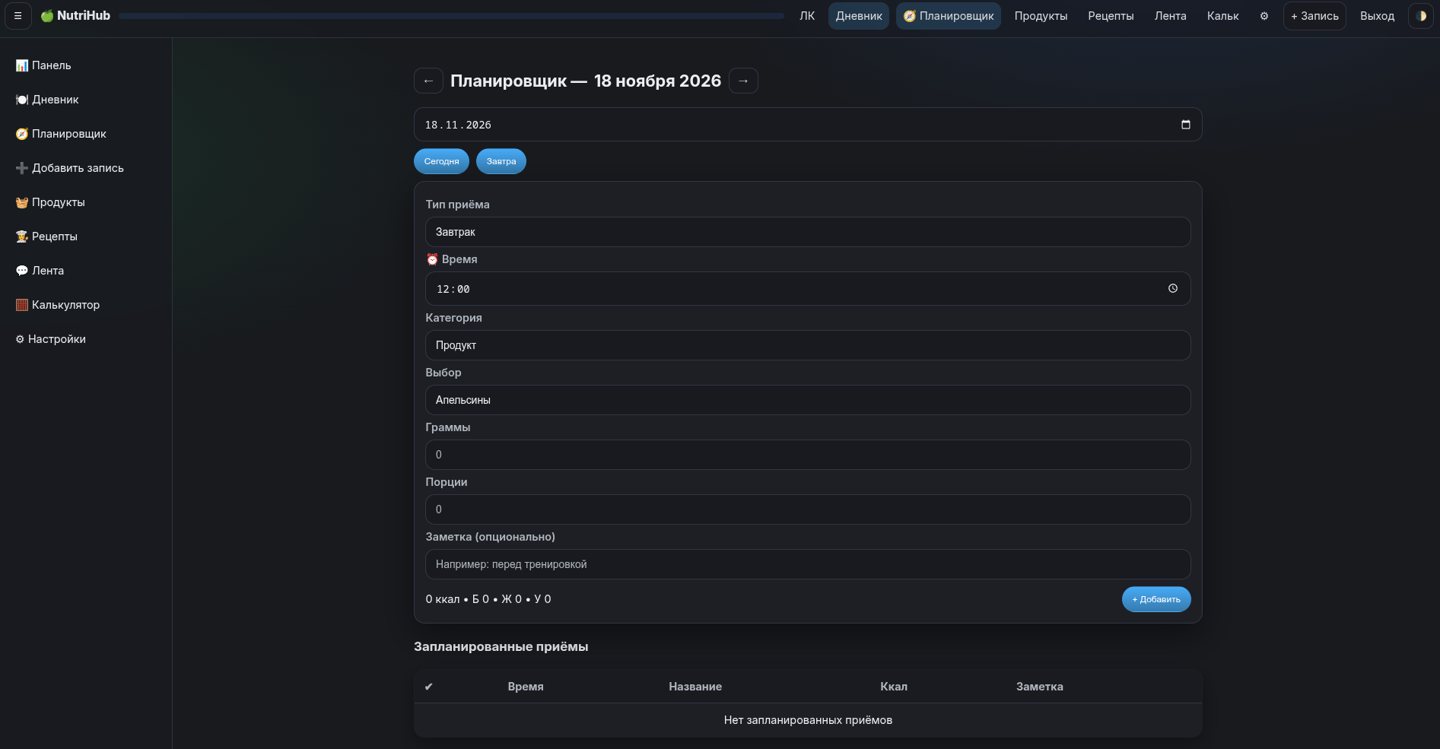 ☰ 🍏 NutriHub ЛК Дневник 🧭 Планировщик Продукты Рецепты Лента Кальк ⚙ + Запись Выход 🌗
📊 Панель
🍽️ Дневник
🧭 Планировщик
➕ Добавить запись
🧺 Продукты
👨‍🍳 Рецепты
💬 Лента
🧮 Калькулятор
⚙ Настройки
← Планировщик — 18 ноября 2026 →
18.11.2026
Сегодня Завтра
Тип приёма
Завтрак
⏰ Время
12:00
Категория
Продукт
Выбор
Апельсины
Граммы
0
Порции
0
Заметка (опционально)
Например: перед тренировкой
0 ккал • Б 0 • Ж 0 • У 0 + Добавить
Запланированные приёмы
✔ Время Название Ккал Заметка
Нет запланированных приёмов